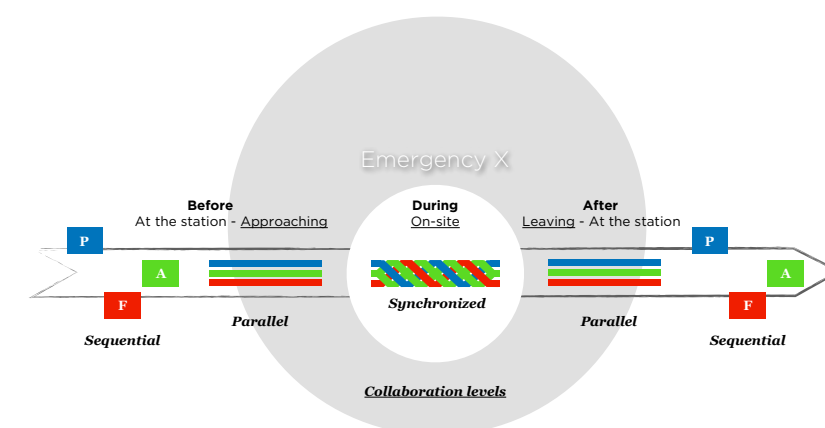 Emergency X
Before
At the station - Approaching
During
On-site
After
Leaving - At the station
P
A
F
Sequential
Parallel
Synchronized
Parallel
P
A
F
Sequential
Collaboration levels